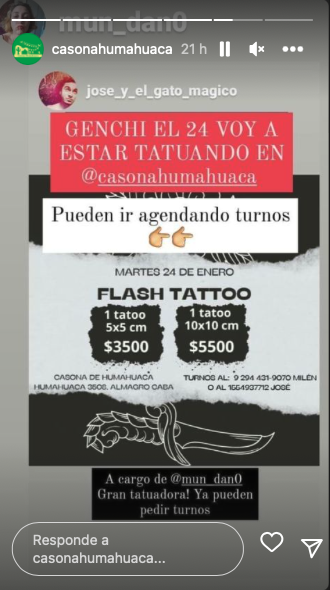 mun_dan0
casonahumahuaca 21 h
jose_y_el_gato_magico
GENCHI EL 24 VOY A
ESTAR TATUANDO EN
@casonahumahuaca
Pueden ir agendando turnos
👉👉
MARTES 24 DE ENERO
FLASH TATTOO
1 tatoo
5x5 cm
$3500
1 tatoo
10x10 cm
$5500
CASONA DE HUMAHUACA
HUMAHUACA 3508, ALMAGRO CABA
TURNOS AL: 9 294 431-9070 MILÉN
O AL 1554937712 JOSÉ
A cargo de @mun_dan0
Gran tatuadora! Ya pueden
pedir turnos
Responde a
casonahumahuaca...